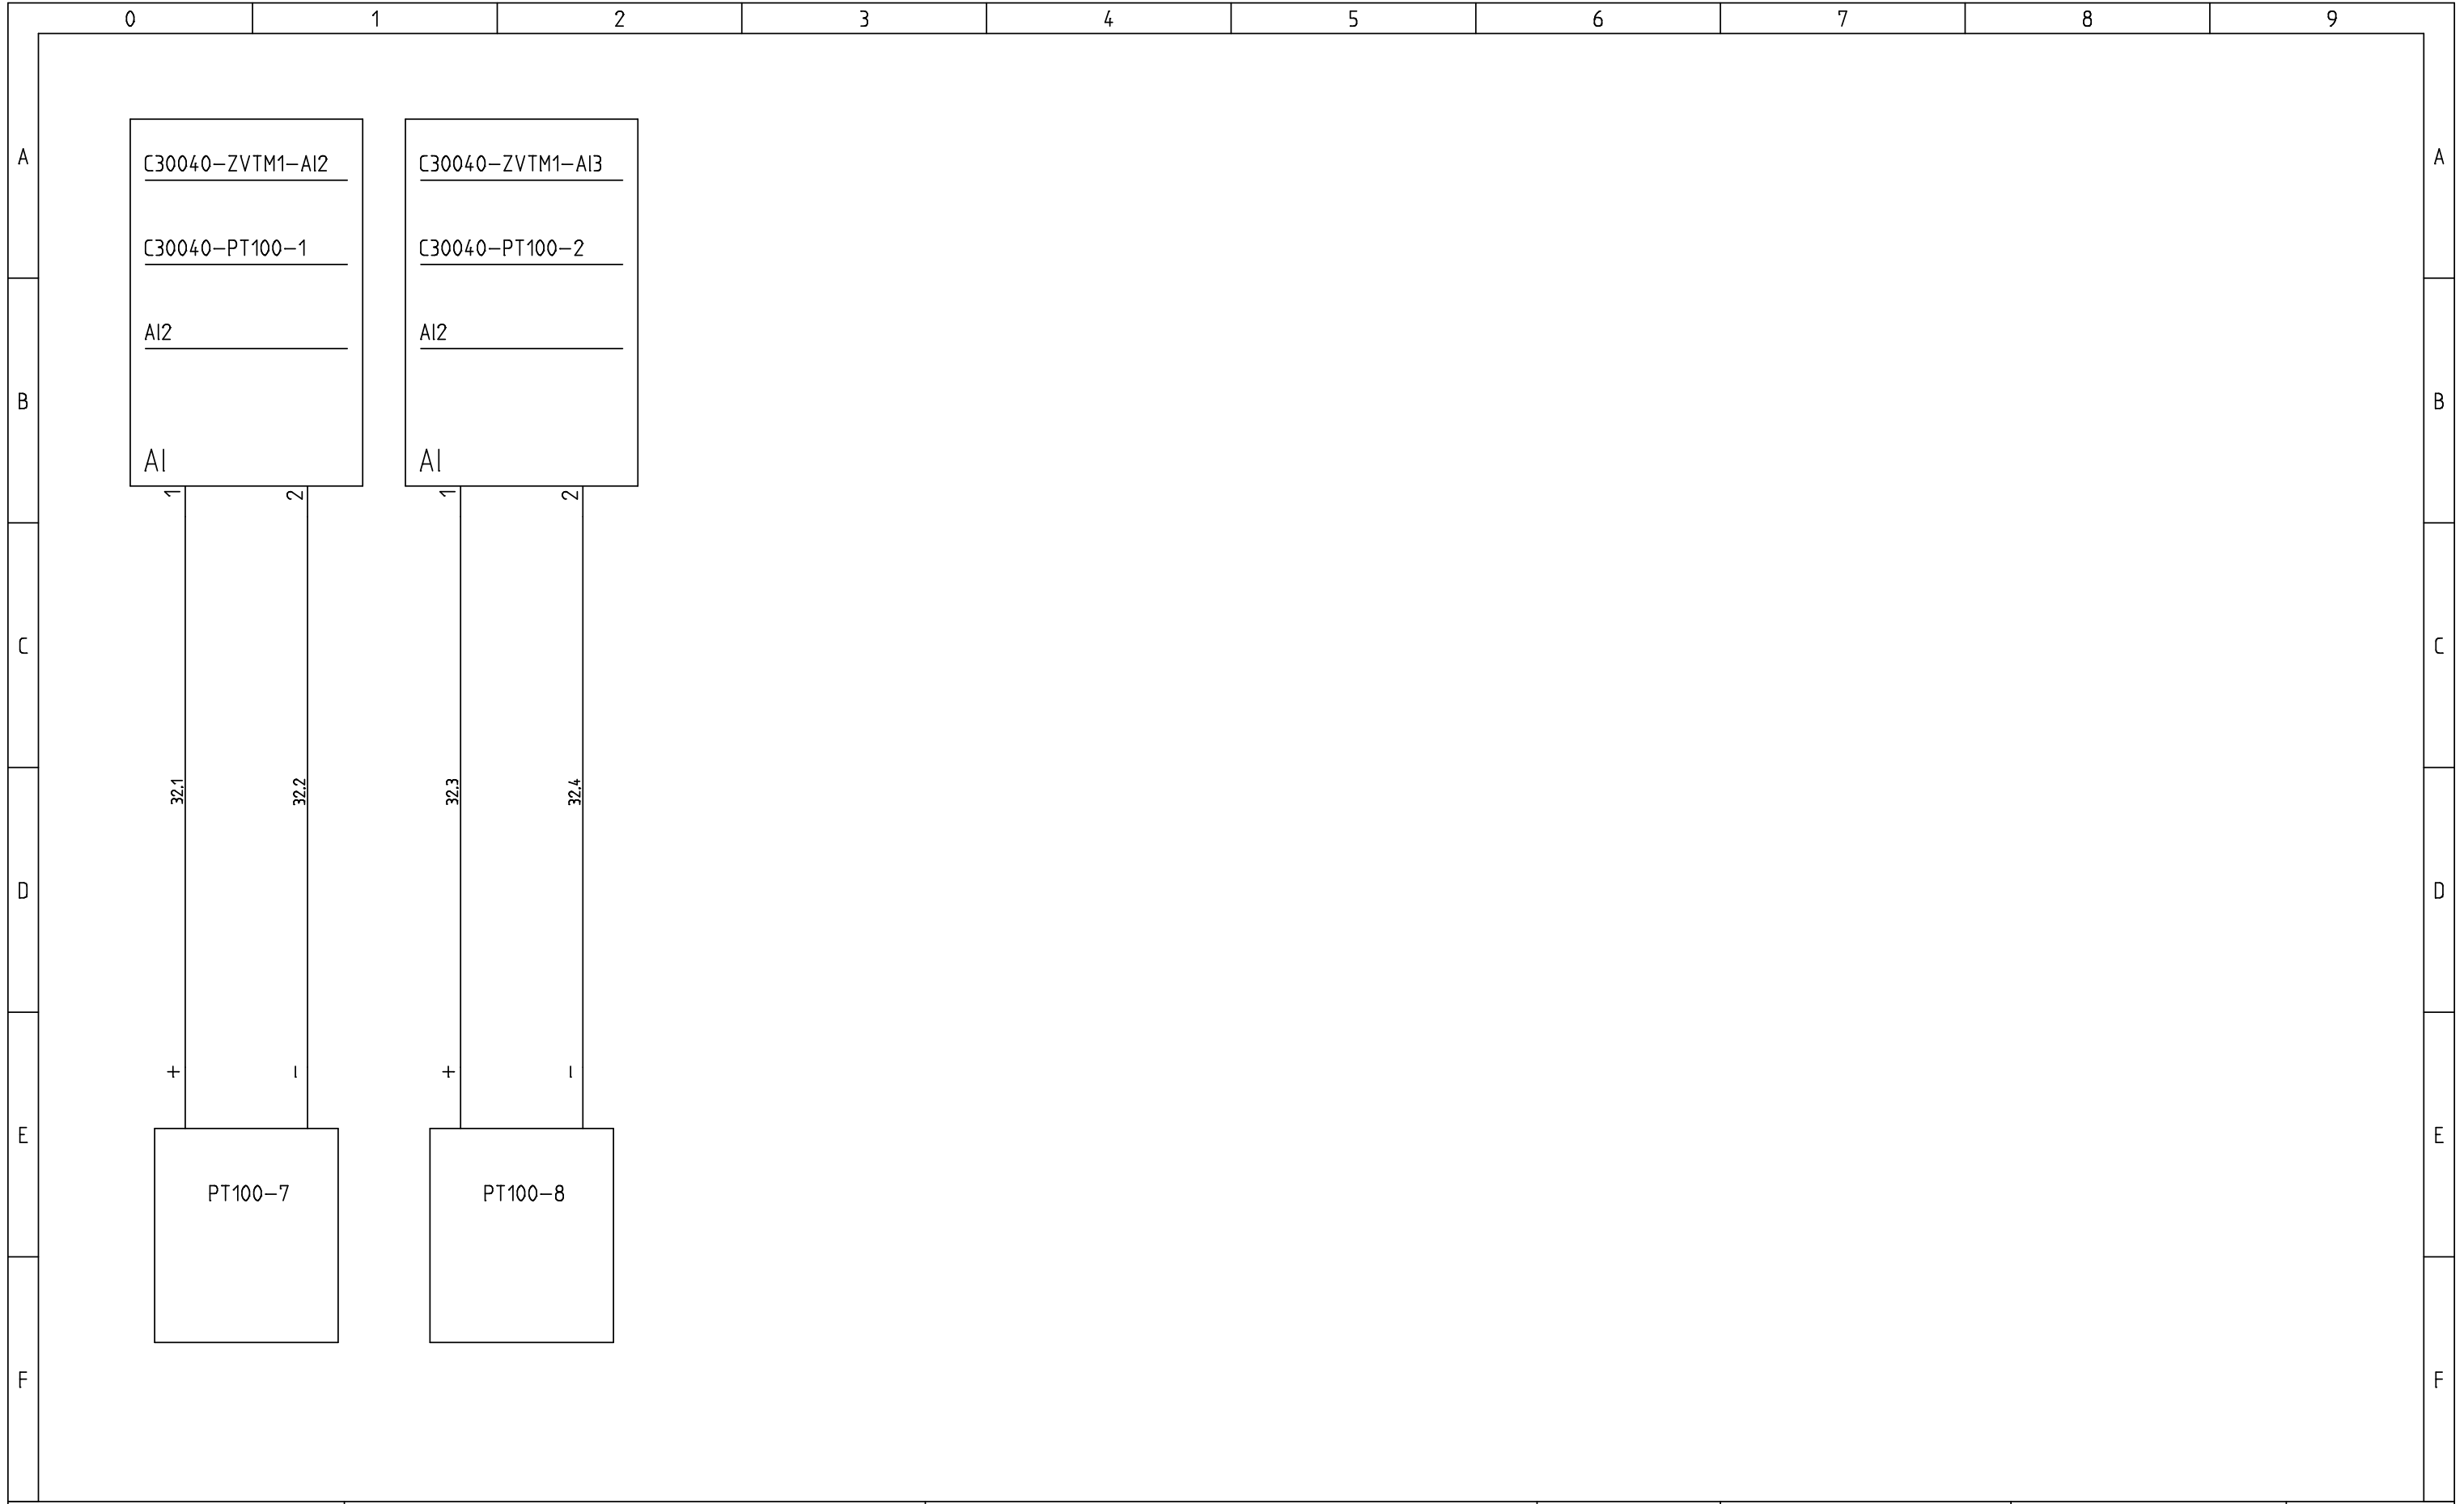 0 1 2 3 4 5 6 7 8 9
A A
C30040-ZVTM1-AI2 C30040-ZVTM1-AI3
C30040-PT100-1 C30040-PT100-2
AI2 AI2
B B
AI AI
1 2 1 2
C C
32.1 32.2 32.3 32.4
D D
+ - + -
E E
PT100-7 PT100-8
F F